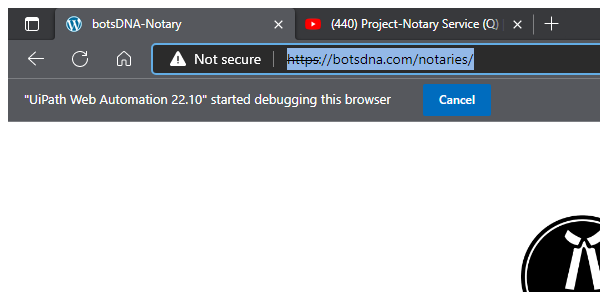 botsDNA-Notary
(440) Project-Notary Service (Q)
Not secure
https://botsdna.com/notaries/
"UiPath Web Automation 22.10" started debugging this browser
Cancel